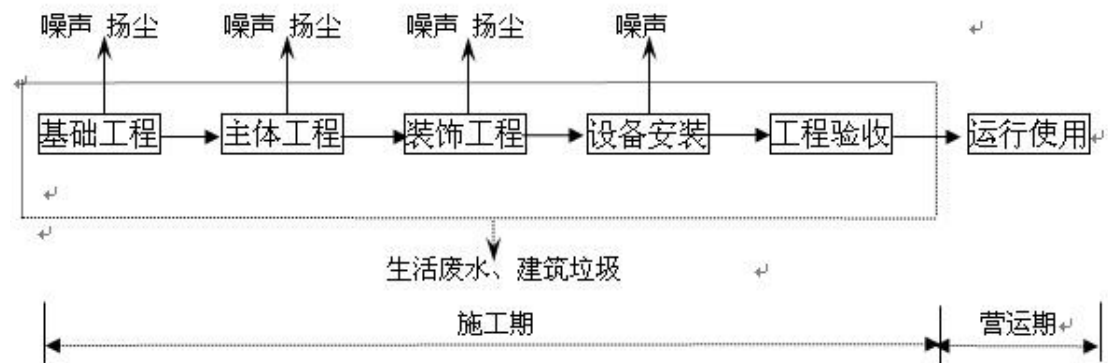 噪声 扬尘 噪声 扬尘 噪声 扬尘 噪声
基础工程 主体工程 装饰工程 设备安装 工程验收 运行使用
生活废水、建筑垃圾
施工期 营运期